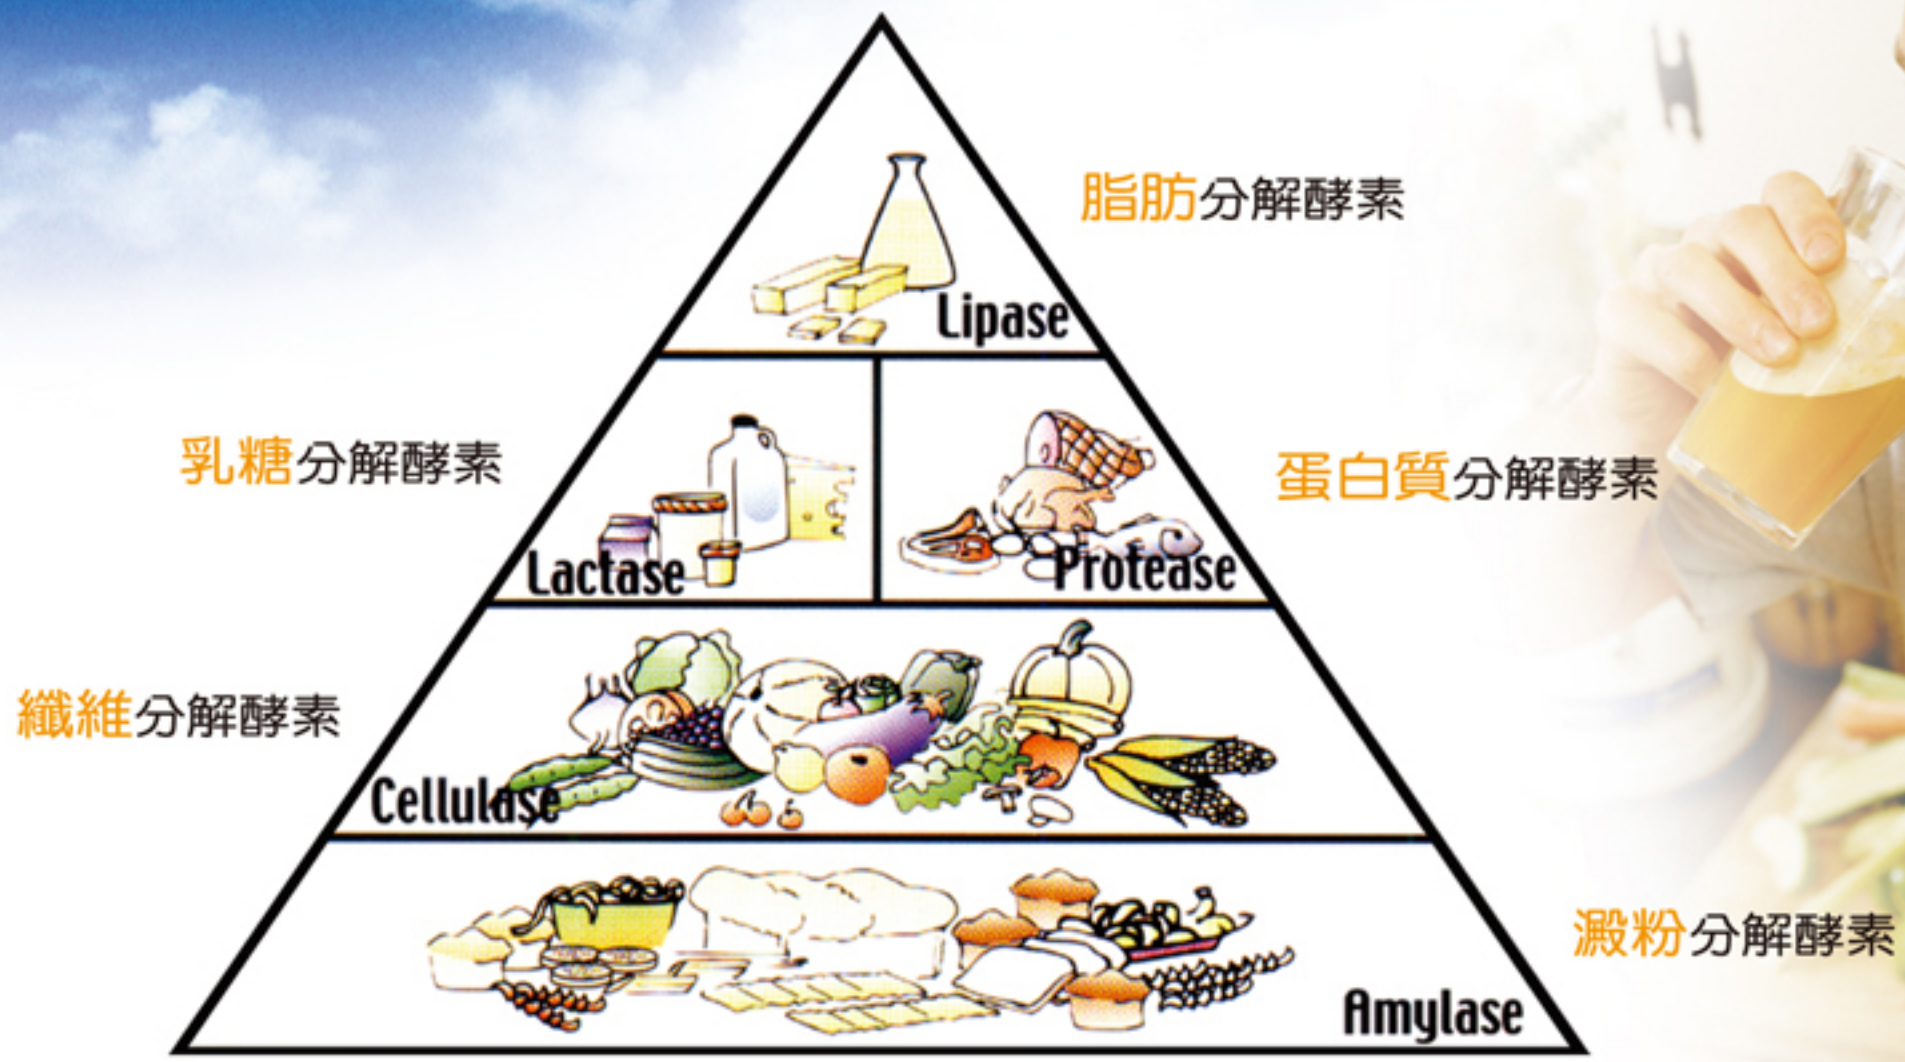 脂肪分解酵素
Lipase
乳糖分解酵素
蛋白質分解酵素
Lactase
Protease
纖維分解酵素
Cellulase
澱粉分解酵素
Amylase